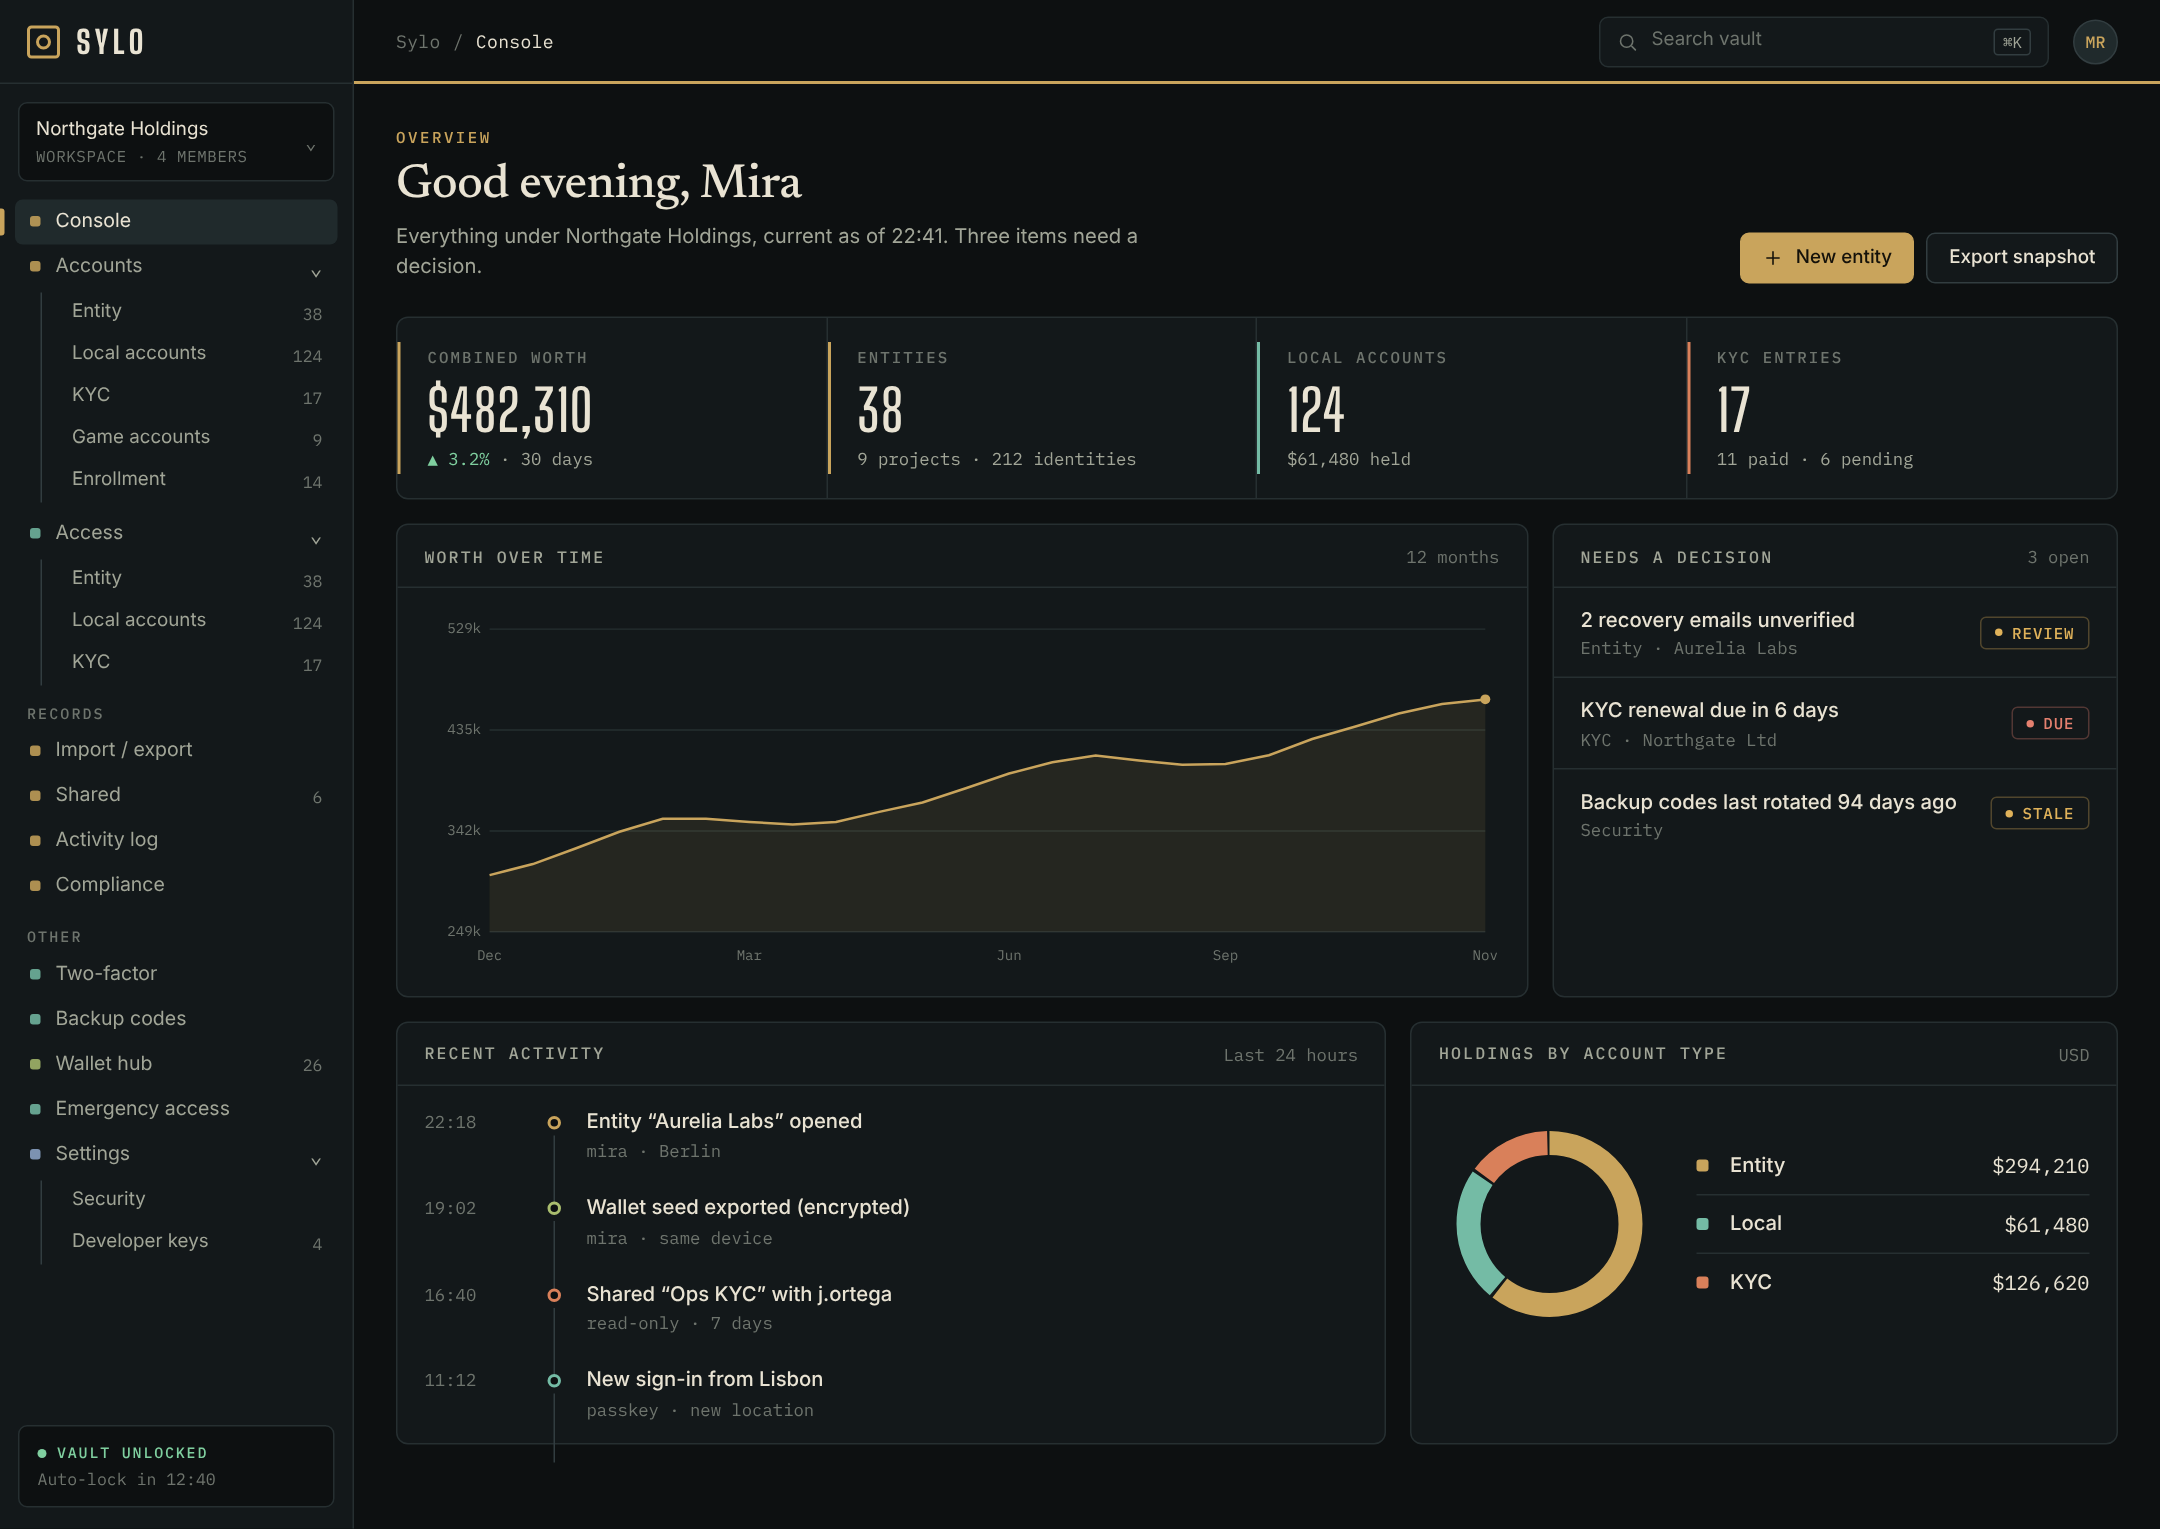 SYLO
Sylo / Console
Search vault
⌘K
MR
Northgate Holdings
WORKSPACE · 4 MEMBERS
Console
Accounts
Entity 38
Local accounts 124
KYC 17
Game accounts 9
Enrollment 14
Access
Entity 38
Local accounts 124
KYC 17
RECORDS
Import / export
Shared 6
Activity log
Compliance
OTHER
Two-factor
Backup codes
Wallet hub 26
Emergency access
Settings
Security
Developer keys 4
VAULT UNLOCKED
Auto-lock in 12:40
OVERVIEW
Good evening, Mira
Everything under Northgate Holdings, current as of 22:41. Three items need a
decision.
+ New entity
Export snapshot
COMBINED WORTH
$482,310
▲ 3.2% · 30 days
ENTITIES
38
9 projects · 212 identities
LOCAL ACCOUNTS
124
$61,480 held
KYC ENTRIES
17
11 paid · 6 pending
WORTH OVER TIME 12 months
529k
435k
342k
249k
Dec Mar Jun Sep Nov
NEEDS A DECISION 3 open
2 recovery emails unverified
Entity · Aurelia Labs
REVIEW
KYC renewal due in 6 days
KYC · Northgate Ltd
DUE
Backup codes last rotated 94 days ago
Security
STALE
RECENT ACTIVITY Last 24 hours
22:18 Entity “Aurelia Labs” opened
mira · Berlin
19:02 Wallet seed exported (encrypted)
mira · same device
16:40 Shared “Ops KYC” with j.ortega
read-only · 7 days
11:12 New sign-in from Lisbon
passkey · new location
HOLDINGS BY ACCOUNT TYPE USD
Entity $294,210
Local $61,480
KYC $126,620